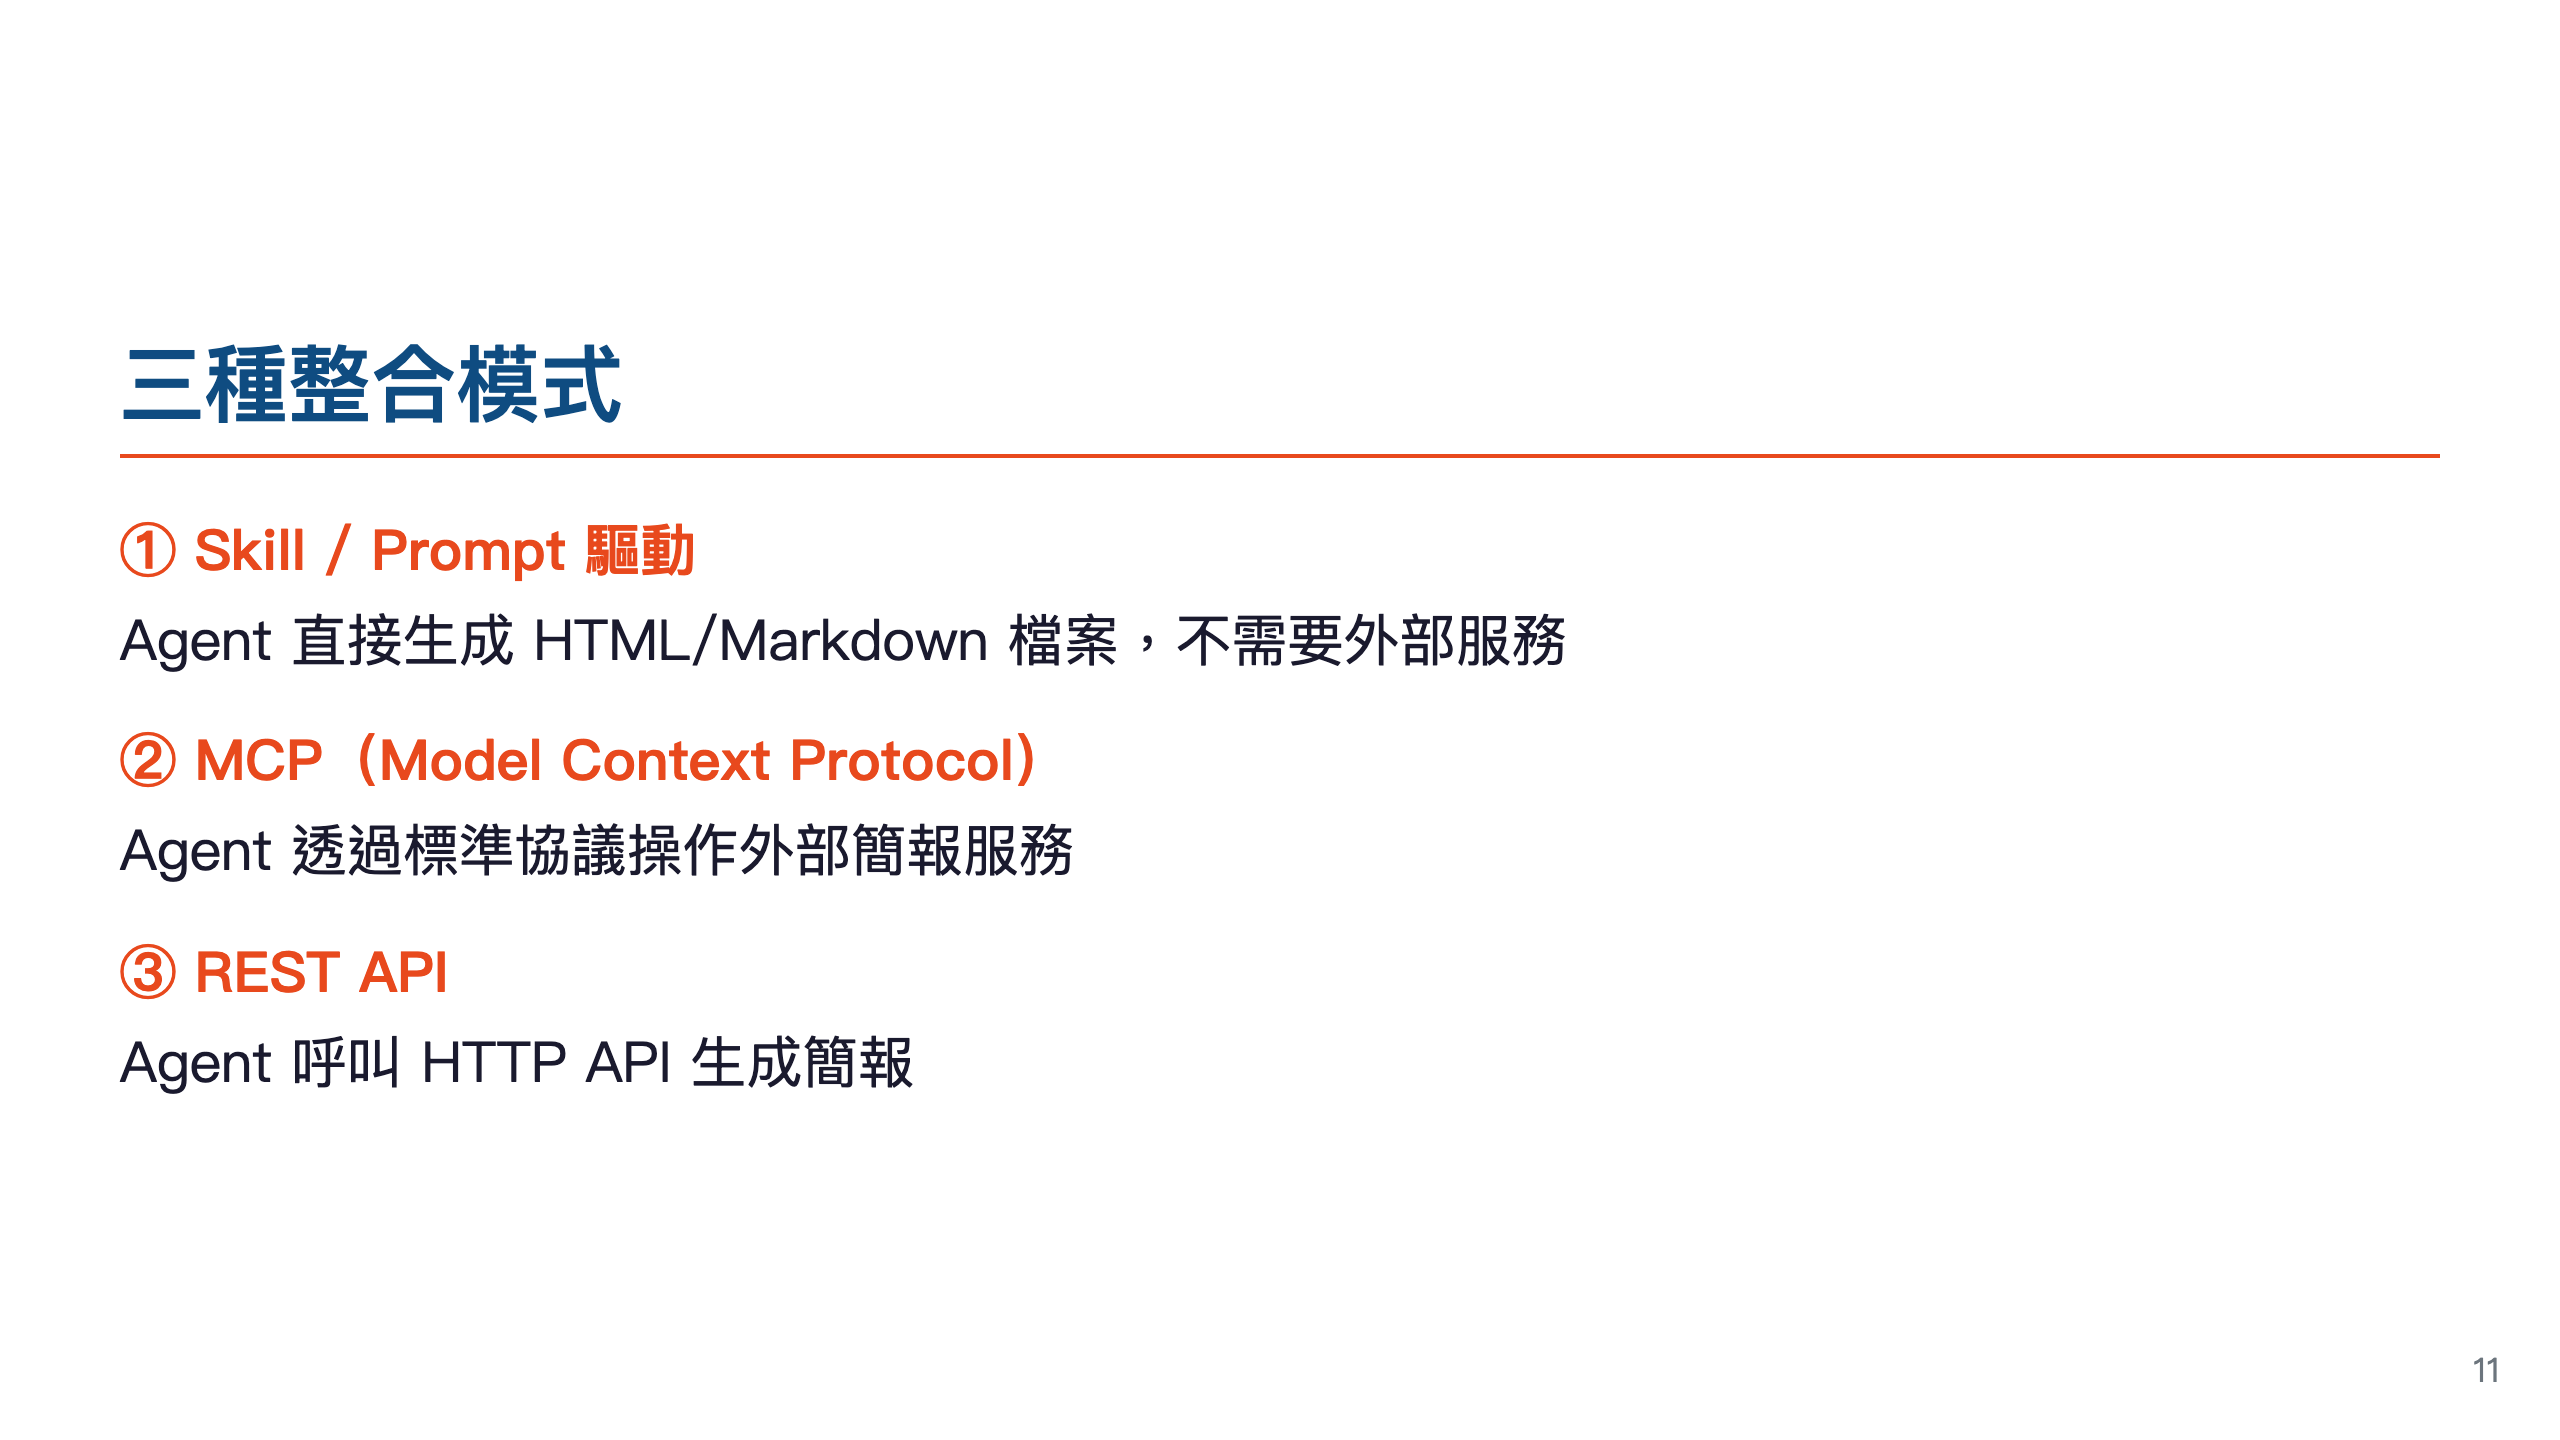 三種整合模式
① Skill / Prompt 驅動
Agent 直接生成 HTML/Markdown 檔案，不需要外部服務
② MCP（Model Context Protocol）
Agent 透過標準協議操作外部簡報服務
③ REST API
Agent 呼叫 HTTP API 生成簡報
11